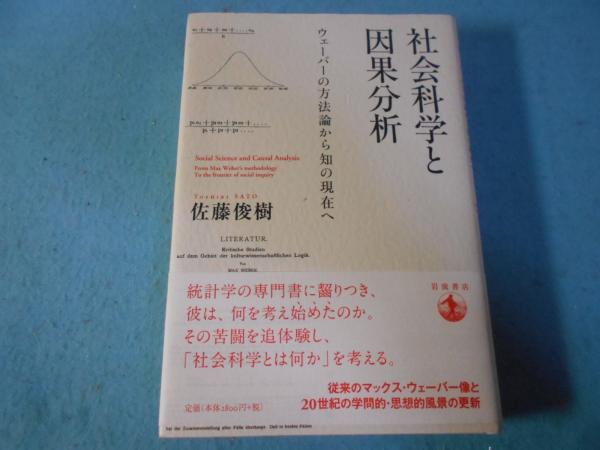 社会科学と
因果分析
ウェーバーの方法論から知の現在へ
Social Science and Causal Analysis
From Max Weber's methodology
To the frontier of social inquiry
Toshiki SATO
佐藤俊樹
LITERATUR.
Kritische Studien
auf dem Gebiet der kulturwissenschaftlichen Logik.
Von
MAX WEBER.
統計学の専門書に齧りつき、
彼は、何を考え始めたのか。
その苦闘を追体験し、
「社会科学とは何か」を考える。
岩波書店
従来のマックス・ウェーバー像と
20世紀の学問的・思想的風景の更新
定価(本体2800円+税)